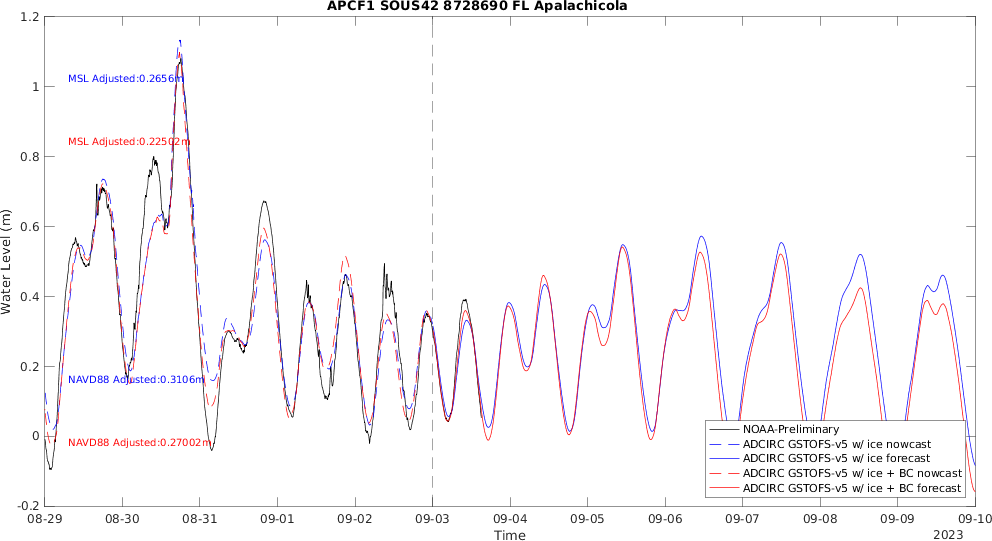 APCF1 SOUS42 8728690 FL Apalachicola
1.2
1
0.8
0.6
0.4
0.2
0
-0.2
Water Level (m)
MSL Adjusted:0.2656m
MSL Adjusted:0.22502m
NAVD88 Adjusted:0.3106m
NAVD88 Adjusted:0.27002m
NOAA-Preliminary
ADCIRC GSTOFS-v5 w/ ice nowcast
ADCIRC GSTOFS-v5 w/ ice forecast
ADCIRC GSTOFS-v5 w/ ice + BC nowcast
ADCIRC GSTOFS-v5 w/ ice + BC forecast
08-29 08-30 08-31 09-01 09-02 09-03 09-04 09-05 09-06 09-07 09-08 09-09 09-10
Time
2023